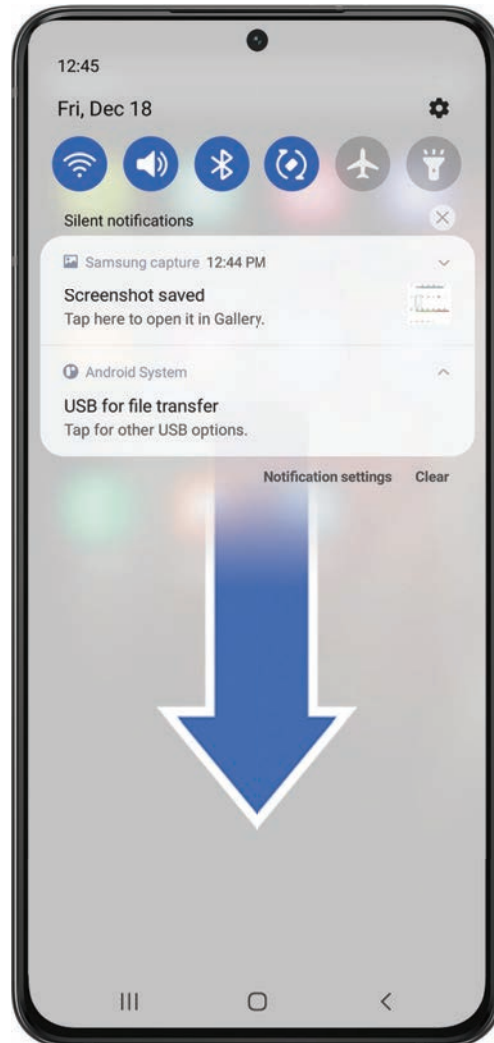 12:45
Fri, Dec 18
Silent notifications
Samsung capture 12:44 PM
Screenshot saved
Tap here to open it in Gallery.
Android System
USB for file transfer
Tap for other USB options.
Notification settings Clear